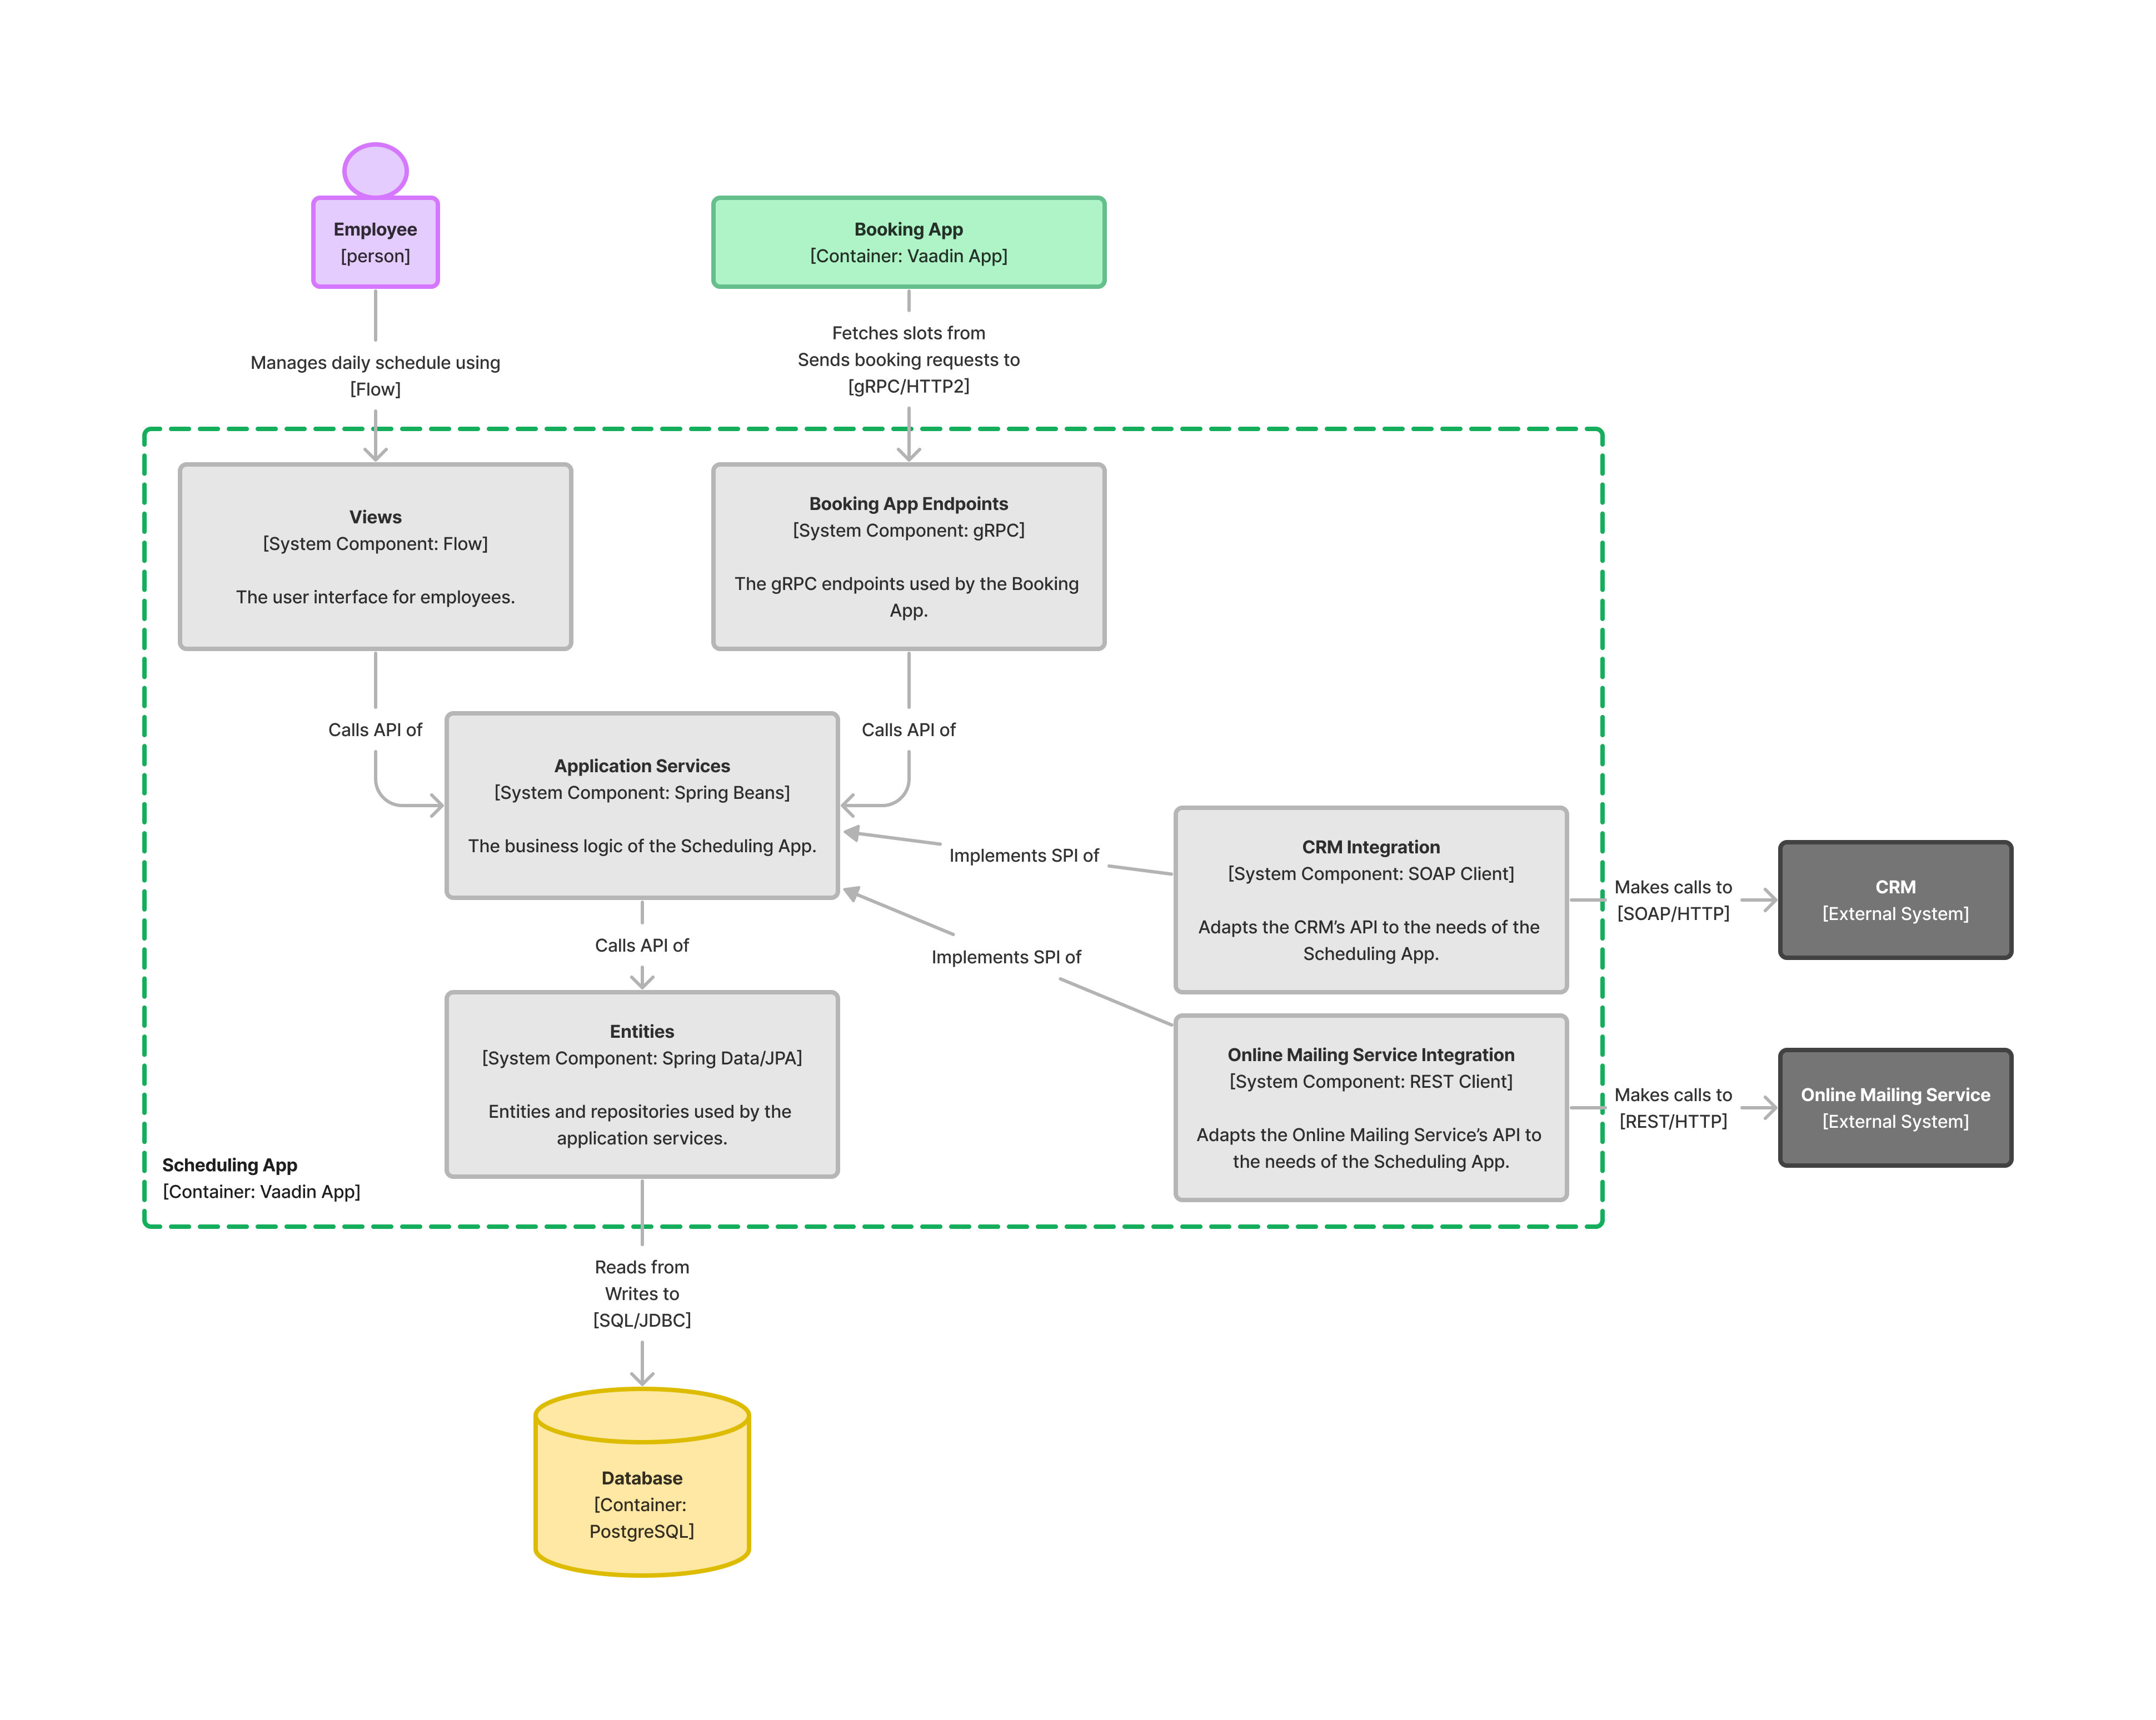 Employee
[person]
Booking App
[Container: Vaadin App]
Manages daily schedule using
[Flow]
Fetches slots from
Sends booking requests to
[gRPC/HTTP2]
Views
[System Component: Flow]
The user interface for employees.
Booking App Endpoints
[System Component: gRPC]
The gRPC endpoints used by the Booking
App.
Calls API of
Calls API of
Application Services
[System Component: Spring Beans]
The business logic of the Scheduling App.
Implements SPI of
CRM Integration
[System Component: SOAP Client]
Adapts the CRM’s API to the needs of the
Scheduling App.
Makes calls to
[SOAP/HTTP]
CRM
[External System]
Calls API of
Implements SPI of
Entities
[System Component: Spring Data/JPA]
Entities and repositories used by the
application services.
Online Mailing Service Integration
[System Component: REST Client]
Adapts the Online Mailing Service’s API to
the needs of the Scheduling App.
Makes calls to
[REST/HTTP]
Online Mailing Service
[External System]
Scheduling App
[Container: Vaadin App]
Reads from
Writes to
[SQL/JDBC]
Database
[Container:
PostgreSQL]